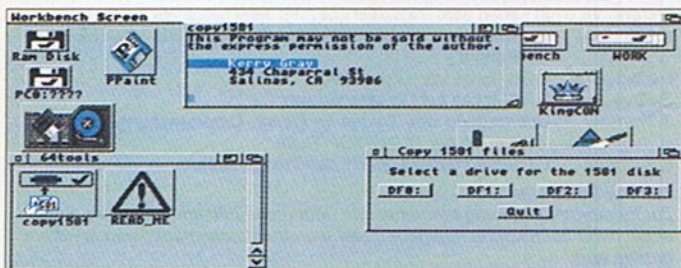 Workbench Screen
copy1581
This Program may not be sold without
the express permission of the author.
Kerry Gray
434 Chaparral St
Salinas, CA 93986
Ram Disk
PC0:????
PPaint
bench
WORK
KingCON
64tools
copy1581
READ_ME
Copy 1581 files
Select a drive for the 1581 disk
DF0:
DF1:
DF2:
DF3:
Quit